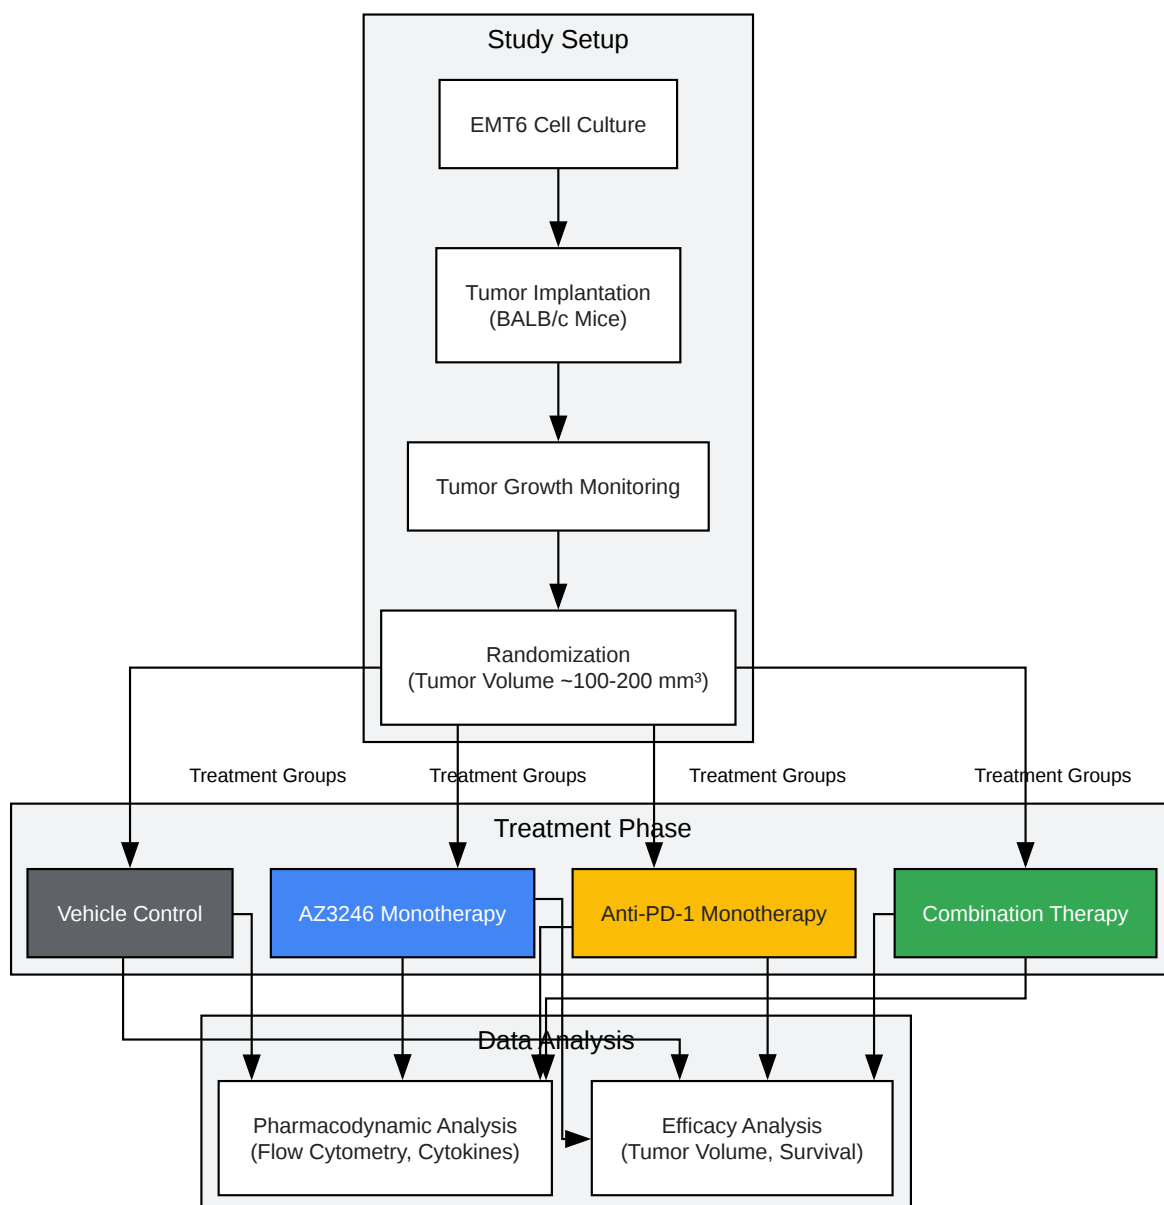 Study Setup
EMT6 Cell Culture
Tumor Implantation
(BALB/c Mice)
Tumor Growth Monitoring
Randomization
(Tumor Volume ~100-200 mm³)
Treatment Groups
Treatment Groups
Treatment Groups
Treatment Groups
Treatment Phase
Vehicle Control
AZ3246 Monotherapy
Anti-PD-1 Monotherapy
Combination Therapy
Data Analysis
Pharmacodynamic Analysis
(Flow Cytometry, Cytokines)
Efficacy Analysis
(Tumor Volume, Survival)